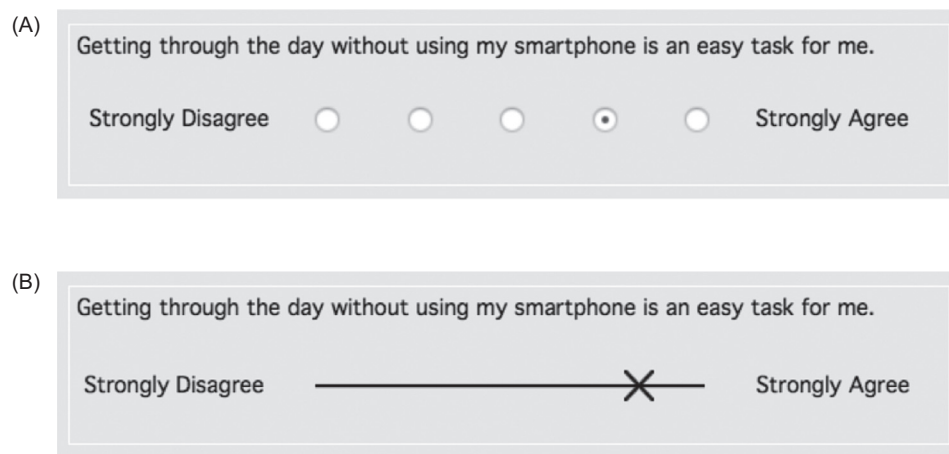 (A)
Getting through the day without using my smartphone is an easy task for me.
Strongly Disagree Strongly Agree
(B)
Getting through the day without using my smartphone is an easy task for me.
Strongly Disagree Strongly Agree